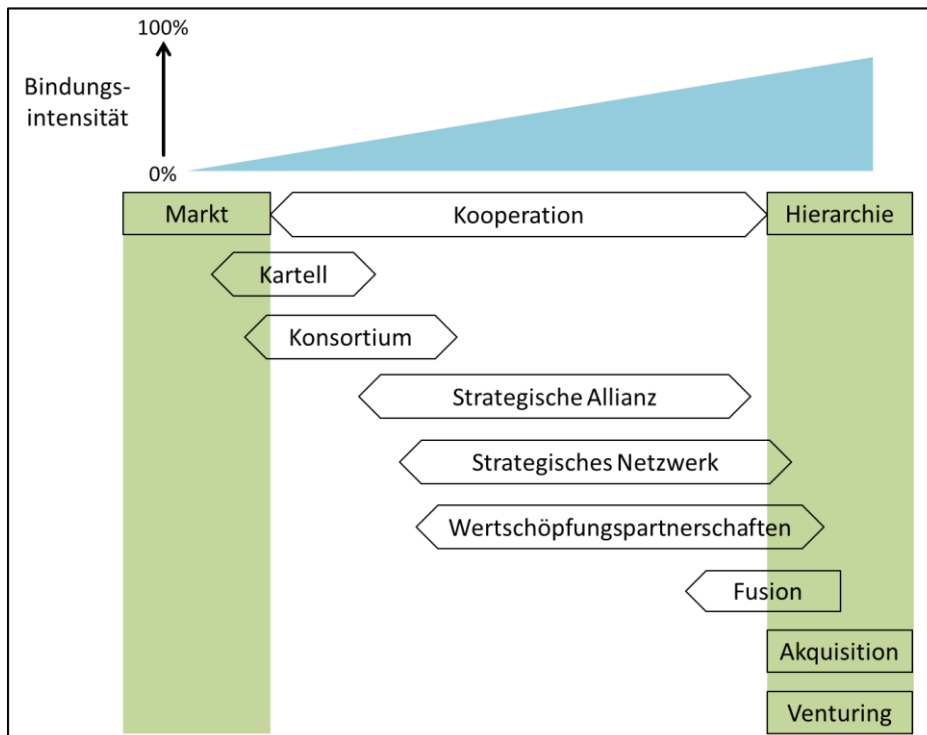 100%
Bindungs-
intensität
0%
Markt
Kooperation
Hierarchie
Kartell
Konsortium
Strategische Allianz
Strategisches Netzwerk
Wertschöpfungspartnerschaften
Fusion
Akquisition
Venturing